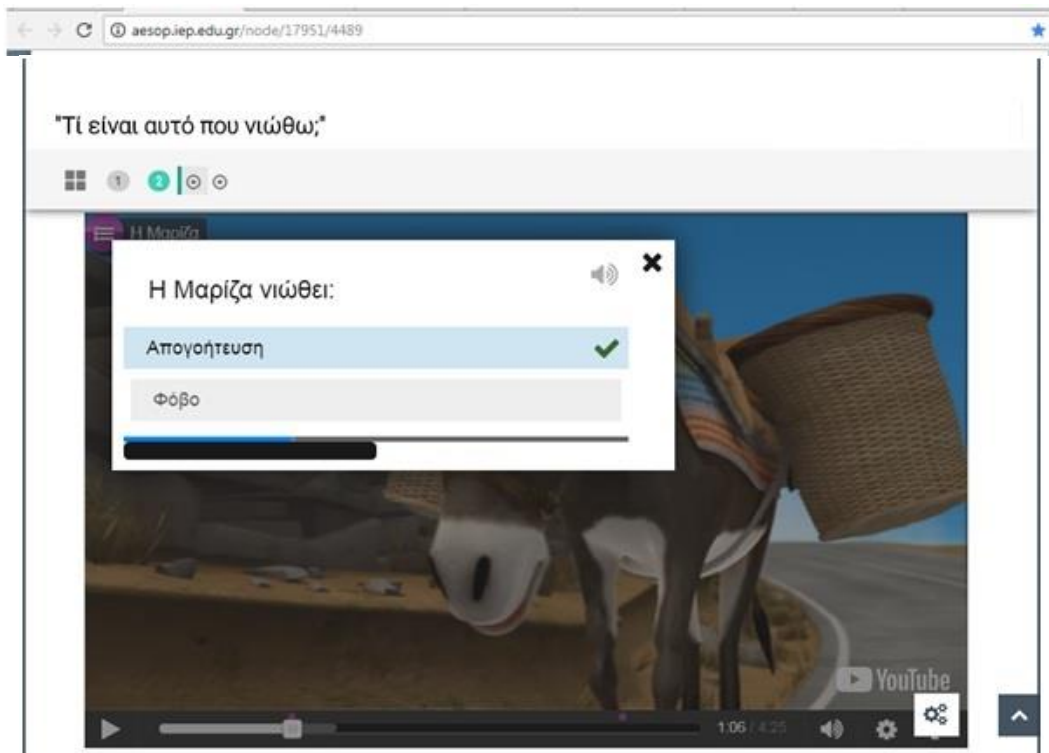 aesop.iep.edu.gr/node/17951/4489
"Τί είναι αυτό που νιώθω;"
1 2
Η Μαρίζα
Η Μαρίζα νιώθει:
Απογοήτευση
Φόβο
YouTube
1:06 / 4:25